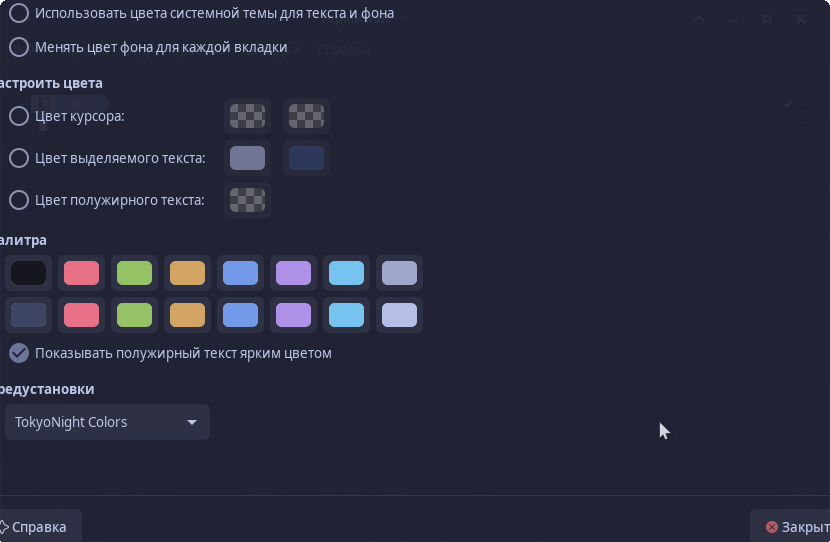 Использовать цвета системной темы для текста и фона
Менять цвет фона для каждой вкладки
Справка
астроить цвета
Цвет курсора:
Цвет выделяемого текста:
Цвет полужирного текста:
алитра
Показывать полужирный текст ярким цветом
редустановки
TokyoNight Colors
Справка
Закрыт